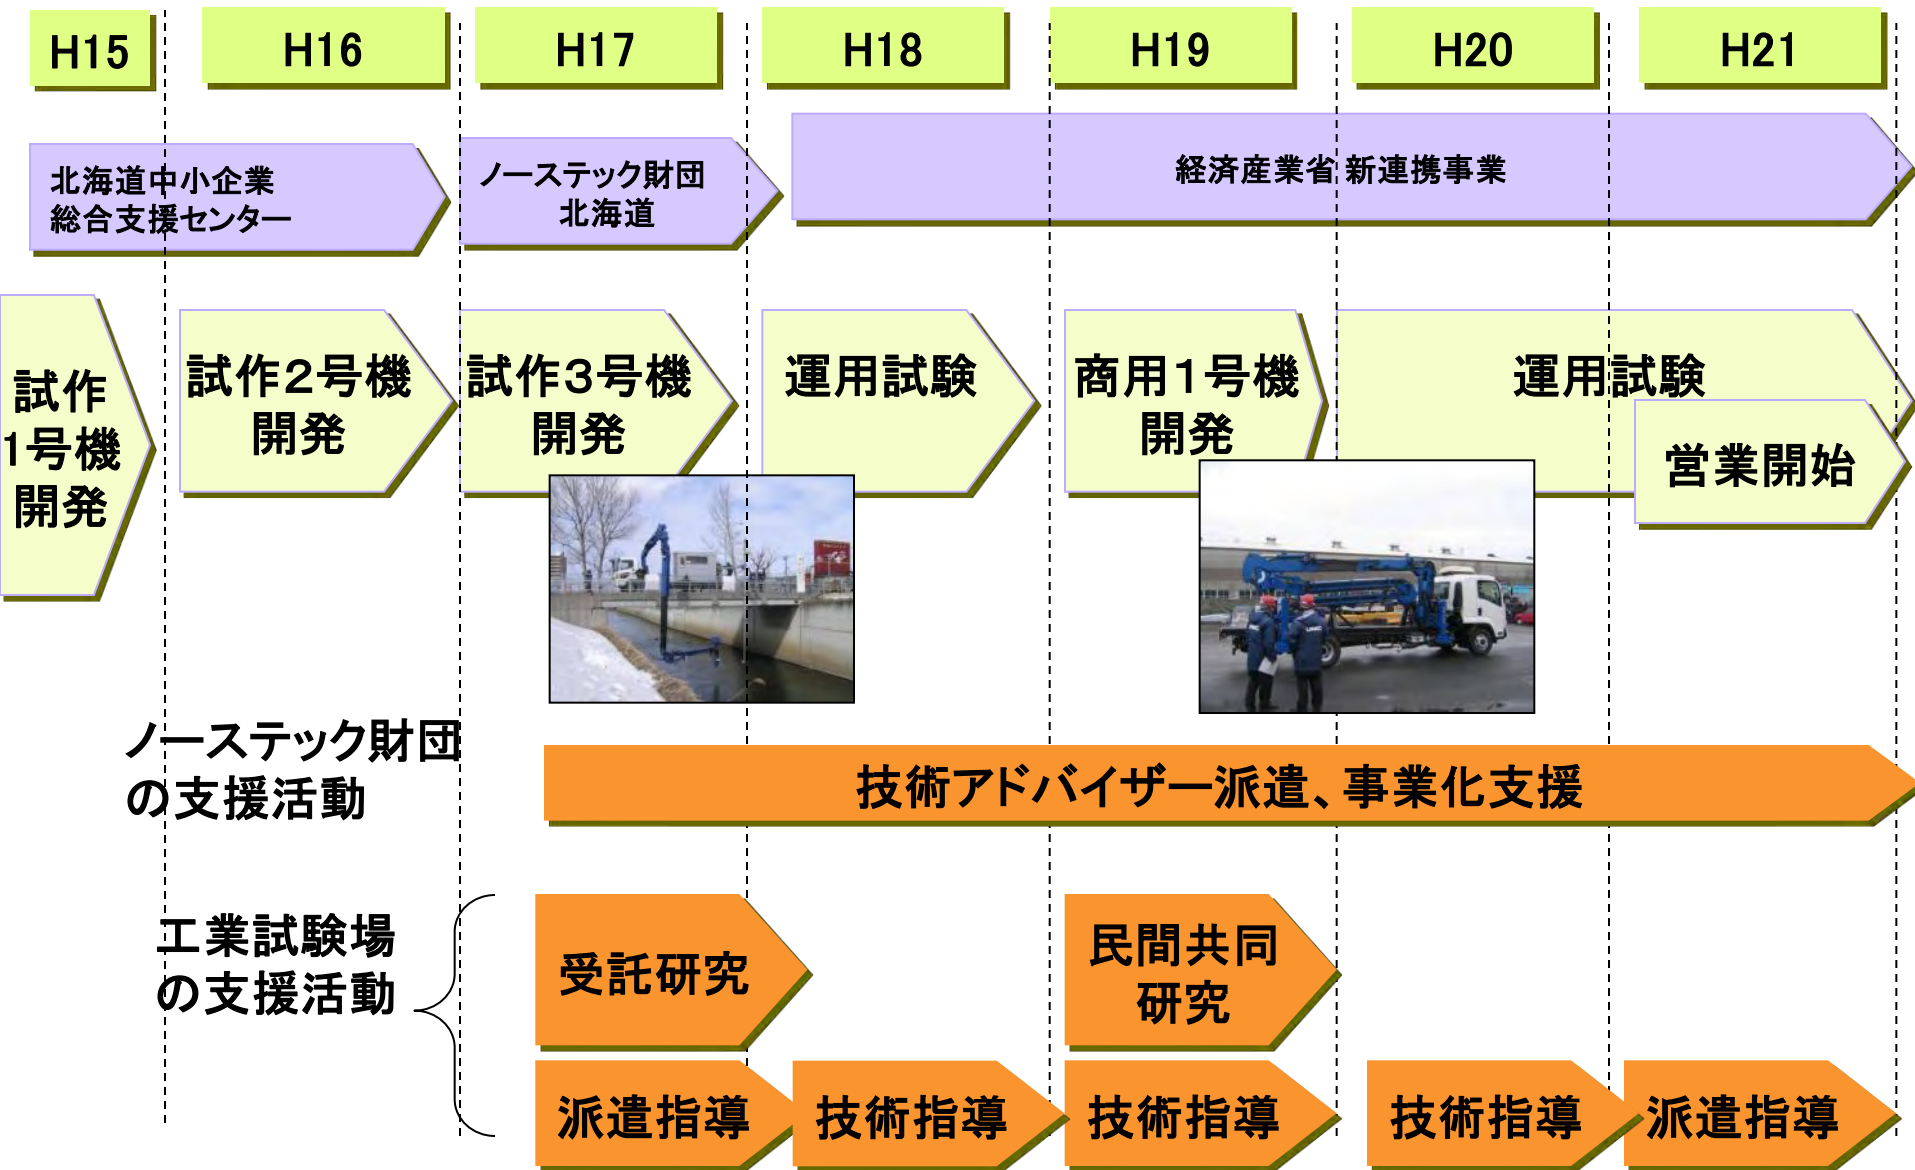 H15
H16
H17
H18
H19
H20
H21
北海道中小企業
総合支援センター
ノーステック財団
北海道
経済産業省 新連携事業
試作
1号機
開発
試作２号機
開発
試作３号機
開発
運用試験
商用１号機
開発
運用試験
営業開始
ノーステック財団
の支援活動
技術アドバイザー派遣、事業化支援
工業試験場
の支援活動
受託研究
民間共同
研究
派遣指導
技術指導
技術指導
技術指導
派遣指導